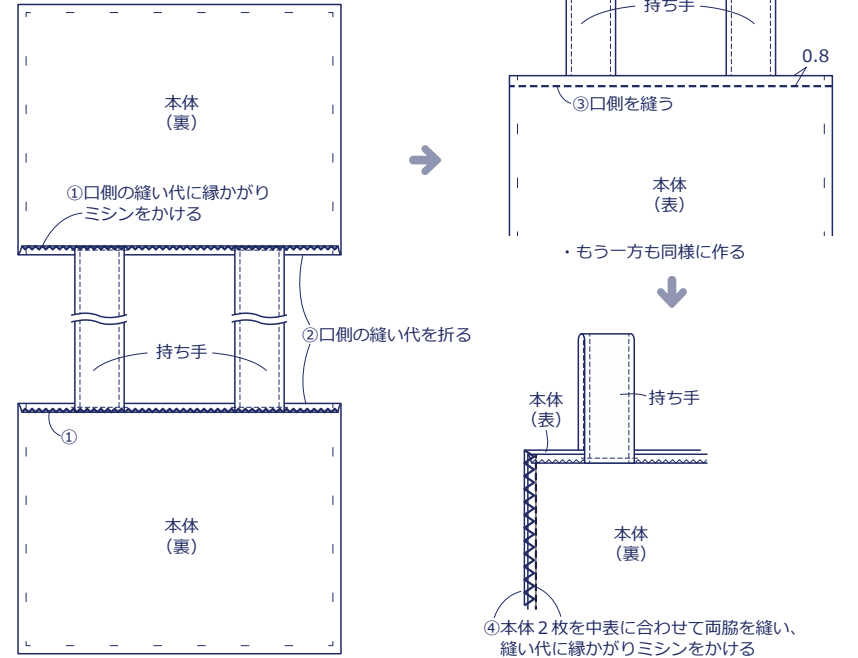 本体
（裏）
①口側の縫い代に縁かがり
ミシンをかける
②口側の縫い代を折る
持ち手
①
本体
（裏）
持ち手
0.8
③口側を縫う
本体
（表）
・もう一方も同様に作る
本体
（表）
持ち手
本体
（裏）
④本体２枚を中表に合わせて両脇を縫い、
縫い代に縁かがりミシンをかける